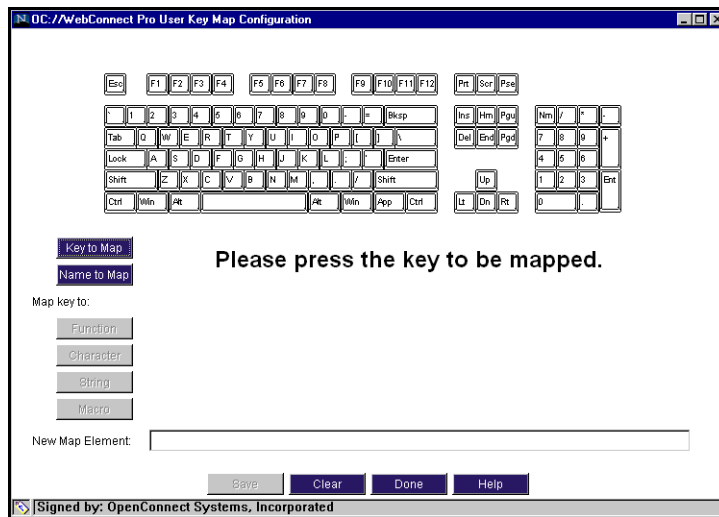 OC://WebConnect Pro User Key Map Configuration
Esc F1 F2 F3 F4 F5 F6 F7 F8 F9 F10 F11 F12 Prt Scr Pse
` 1 2 3 4 5 6 7 8 9 0 - = Bksp Ins Hm Pgu Nm / * -
Tab Q W E R T Y U I O P [ ] \ Del End Pgd 7 8 9 +
Lock A S D F G H J K L ; ' Enter 4 5 6
Shift Z X C V B N M , . / Shift Up 1 2 3 Ent
Ctrl Win Alt Alt Win App Ctrl Lt Dn Rt 0 .
Key to Map
Please press the key to be mapped.
Name to Map
Map key to:
Function
Character
String
Macro
New Map Element:
Save Clear Done Help
Signed by: OpenConnect Systems, Incorporated